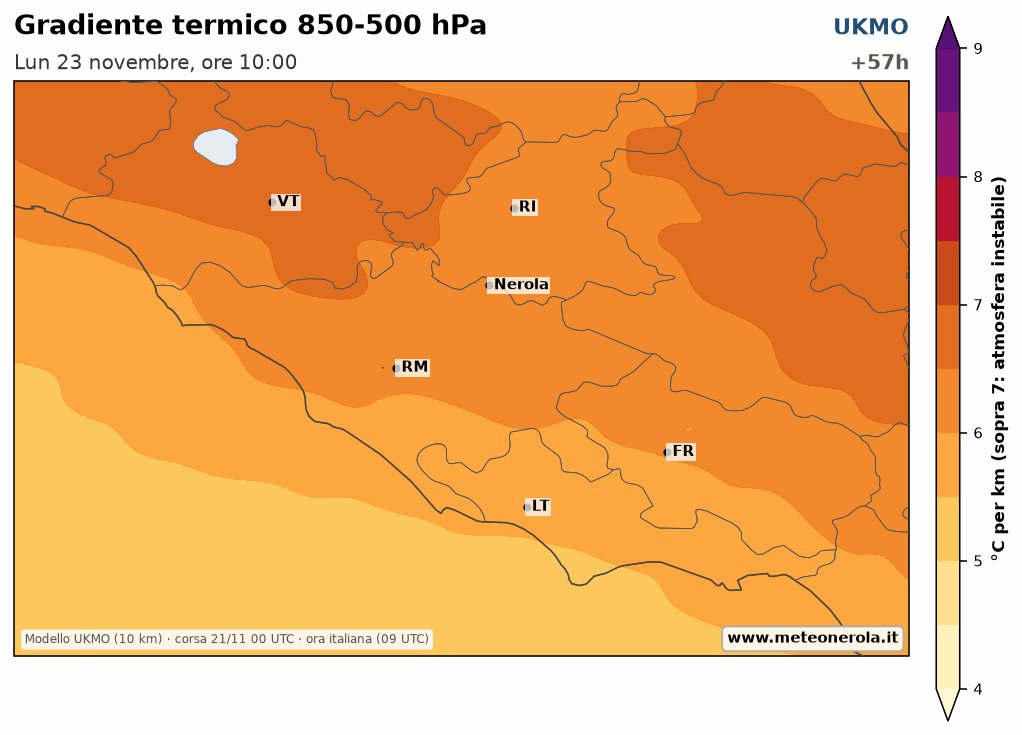 Gradiente termico 850-500 hPa
UKMO
Lun 23 novembre, ore 10:00
+57h
VT
RI
Nerola
RM
FR
LT
Modello UKMO (10 km) · corsa 21/11 00 UTC · ora italiana (09 UTC)
www.meteonerola.it
9
8
7
6
5
4
°C per km (sopra 7: atmosfera instabile)